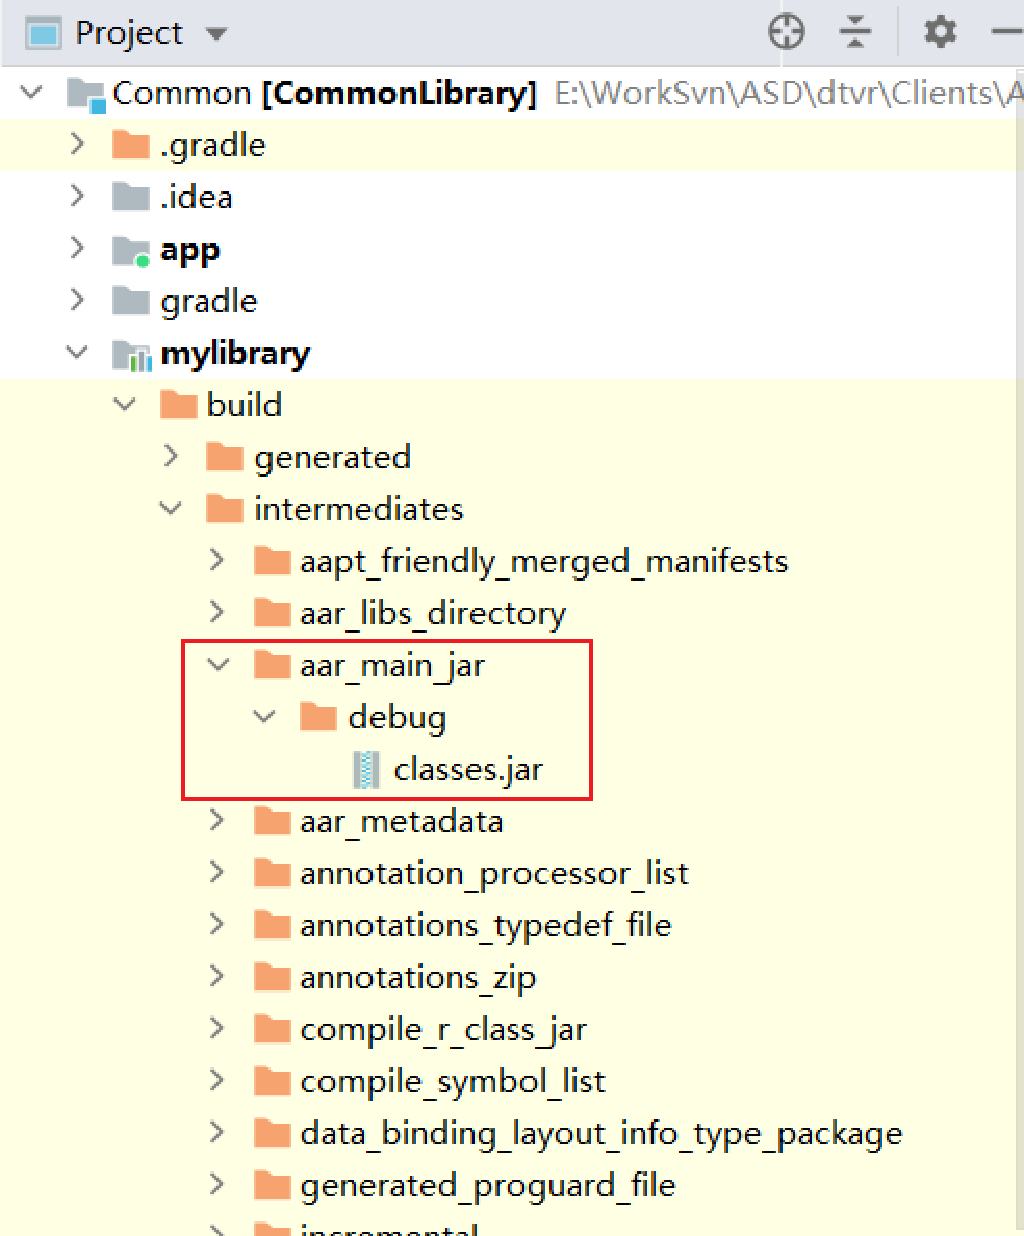 Project
Common [CommonLibrary] E:\WorkSvn\ASD\dtvr\Clients\A
.gradle
.idea
app
gradle
mylibrary
build
generated
intermediates
aapt_friendly_merged_manifests
aar_libs_directory
aar_main_jar
debug
classes.jar
aar_metadata
annotation_processor_list
annotations_typedef_file
annotations_zip
compile_r_class_jar
compile_symbol_list
data_binding_layout_info_type_package
generated_proguard_file
incremental